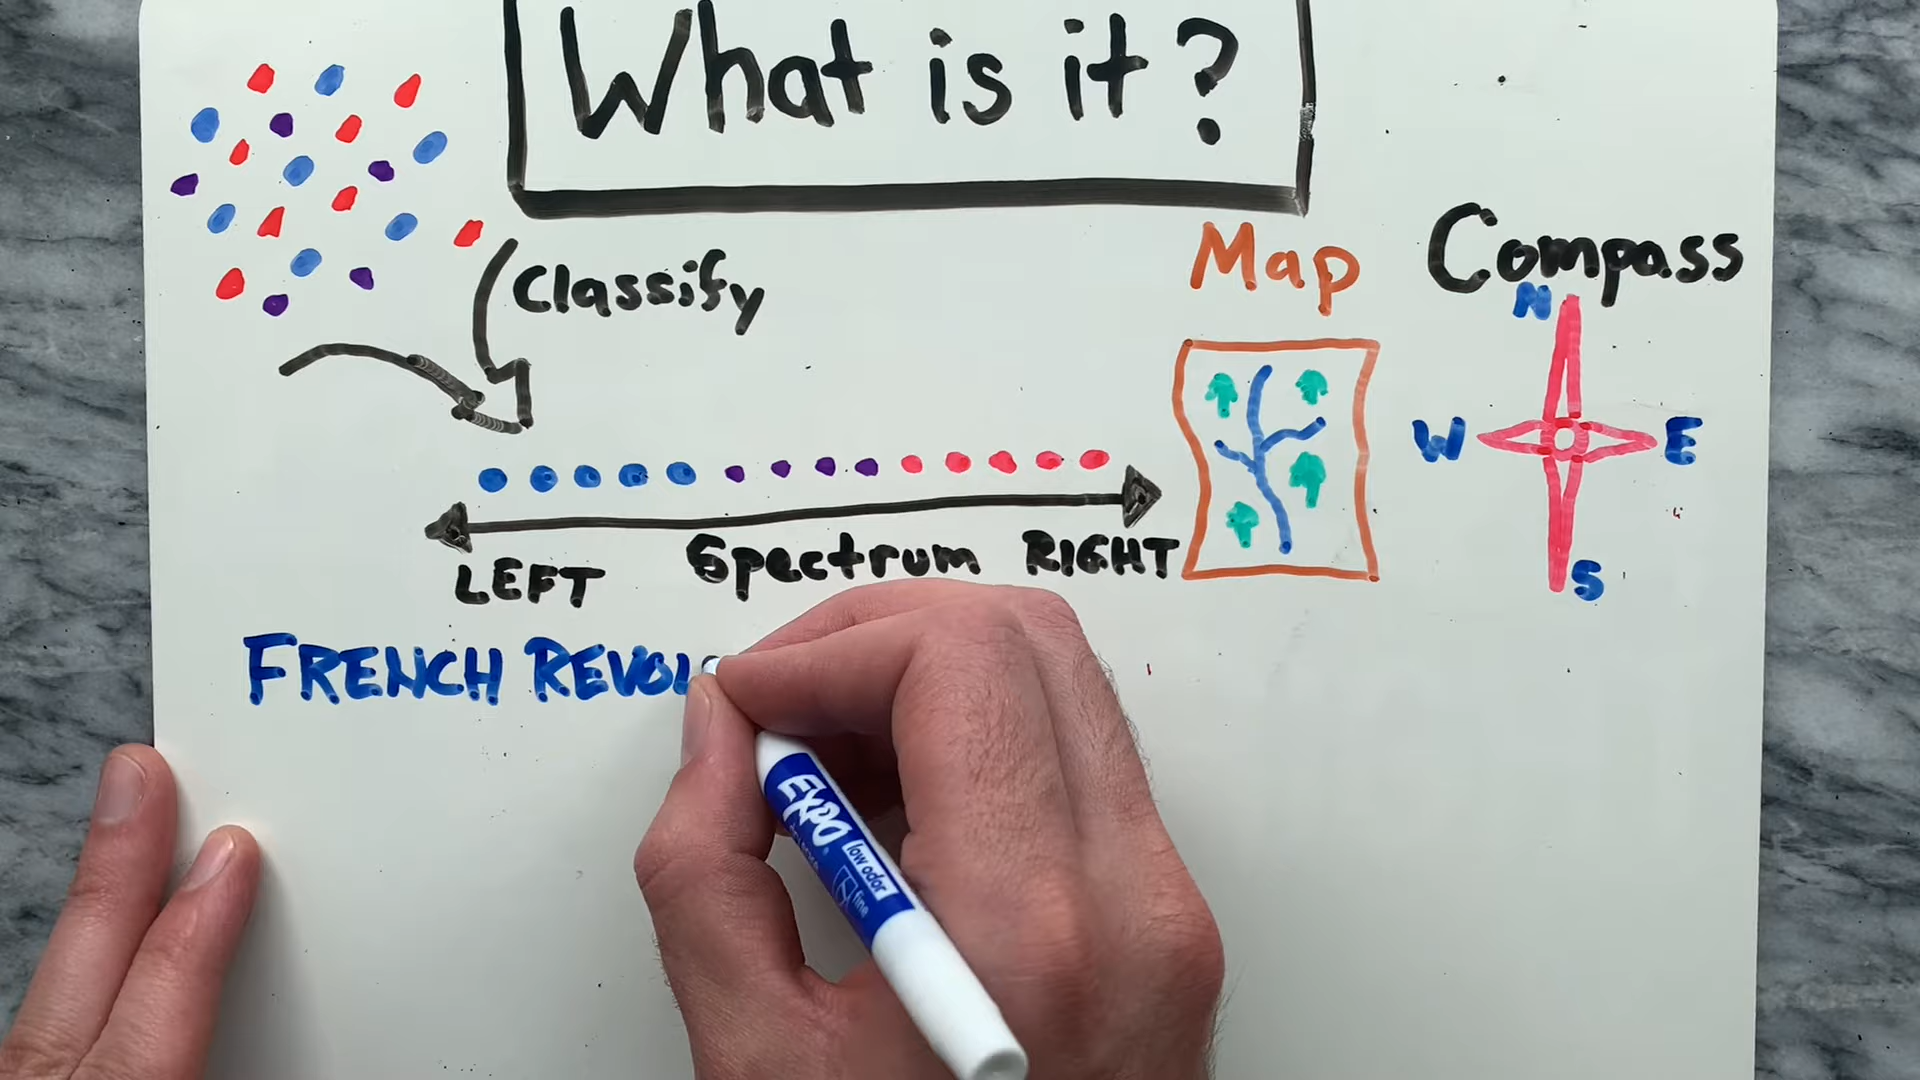 What is it?
Classify
Map
Compass
N
W
E
S
LEFT
Spectrum
RIGHT
FRENCH REVOL
EXPO
low odor
fine